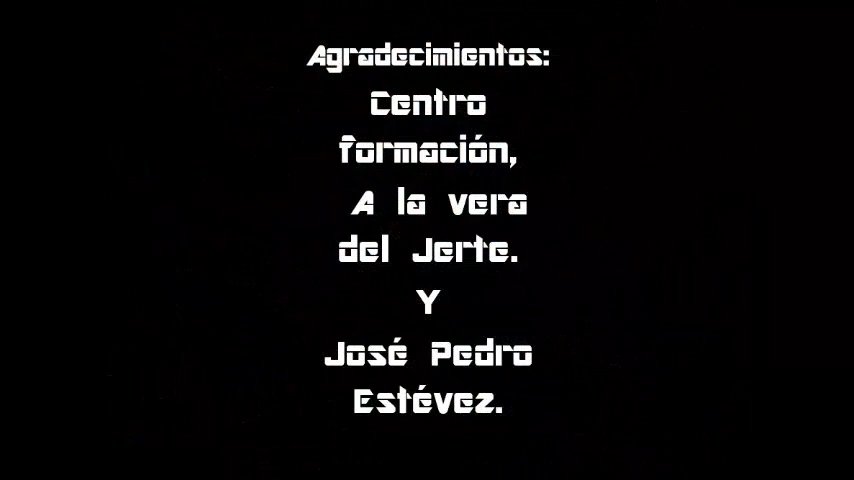 Agradecimientos:
Centro
formación,
A la vera
del Jerte.
Y
José Pedro
Estévez.